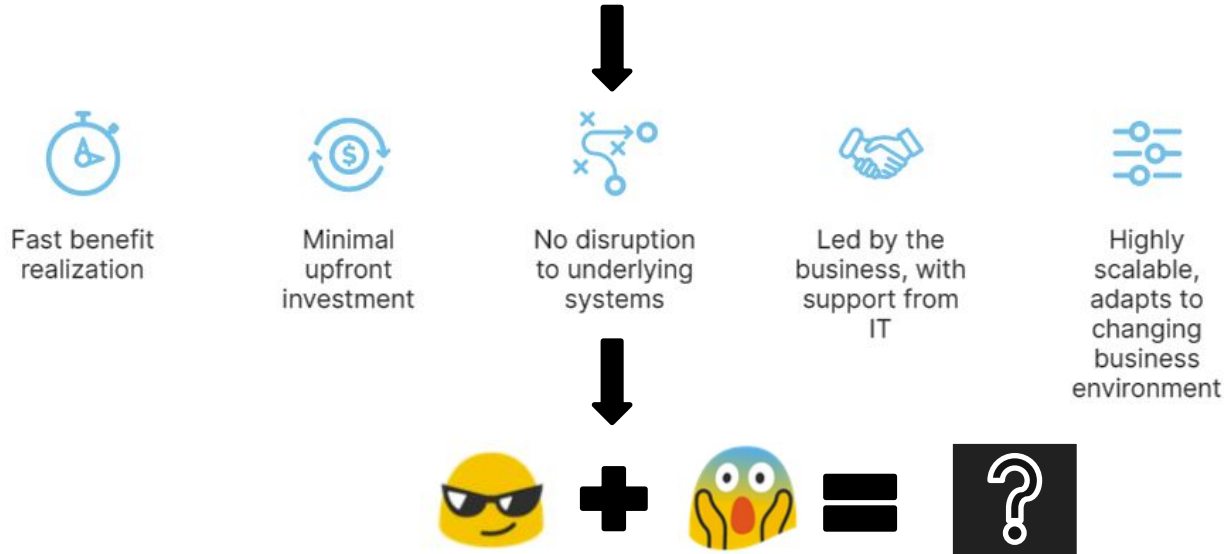 Fast benefit
realization
Minimal
upfront
investment
No disruption
to underlying
systems
Led by the
business, with
support from
IT
Highly
scalable,
adapts to
changing
business
environment